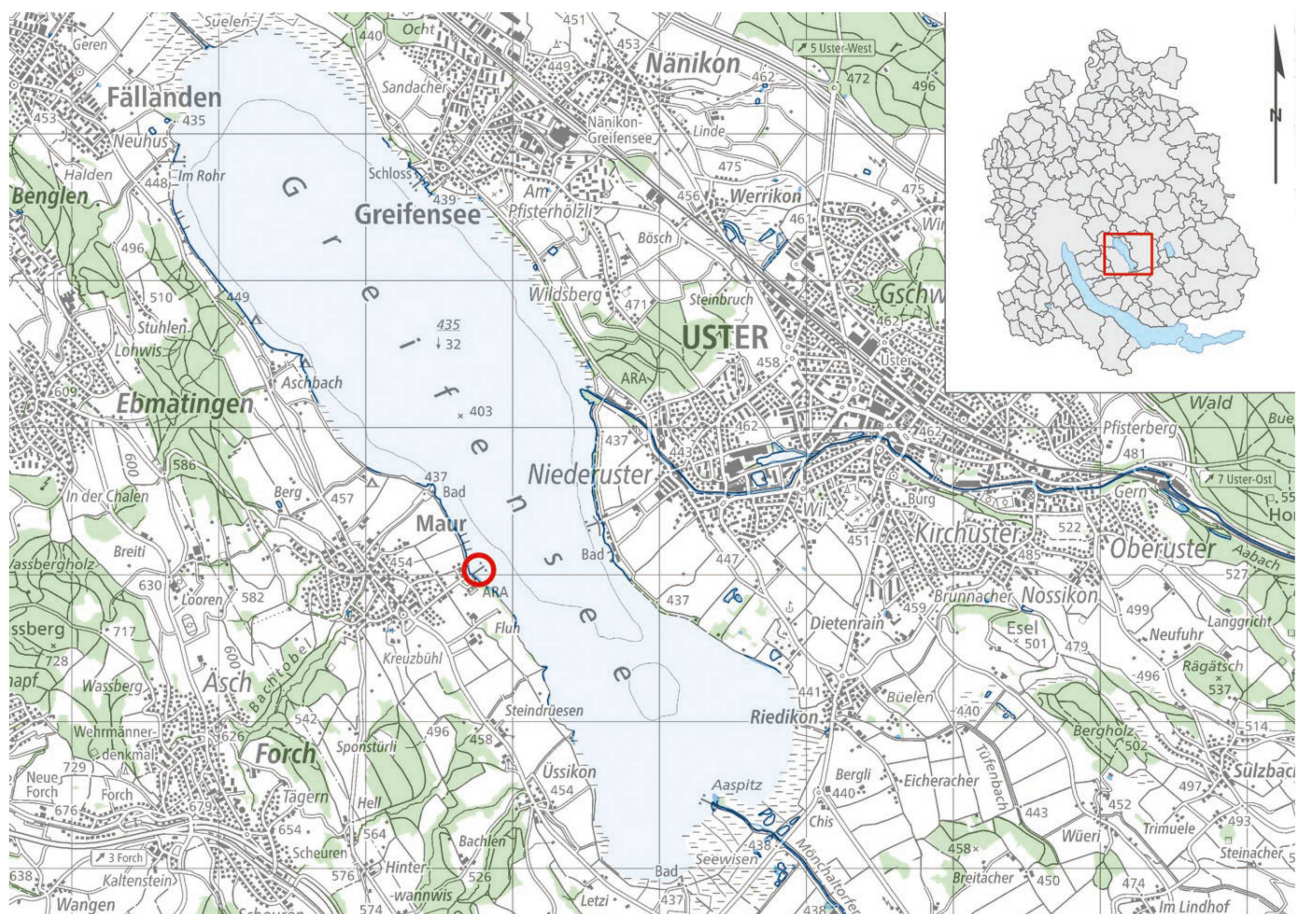 Suelen
Geren
Ocht
451
453
Nänikon
5 Uster-West
440
Sandacher
449
462
472
496
N
Fällanden
453
435
Neuhus
Nänikon-
Greifensee
Linde
475
Halden
Im Rohr
448
Schloss
439
Am
Pfisterhölzli
456
Werrikon
475
Benglen
Greifensee
461
Bösch
496
G r e i f e n s e e
510
449
Wildsberg
471
Steinbruch
Gschw
462
Stuhlen
Lohwis
435
32
USTER
458
Uster
609
Aschbach
403
ARA
Ebmatingen
437
462
462
Wald
Pfisterberg
600
586
443
481
7 Uster-Ost
In der Chalen
Berg
457
437
Bad
Niederuster
Burg
Gern
Wil
522
Breiti
Maur
451
Kirchuster
485
Oberuster
Aabach
454
Bad
447
527
630
Looren
582
ARA
437
Brunnacher
Nossikon
459
499
Langgricht
717
Fluh
Dietenrain
Esel
501
479
Neufuhr
728
600
Kreuzbühl
496
Rägätsch
537
Wassberg
Asch
Bachtobel
441
Büelen
542
Steindrüesen
Riedikon
440
Wehrmänner-
denkmal
626
Sponstürli
496
458
Bergholz
502
514
729
Forch
Üssikon
Bergli
Eicheracher
Tüfenbach
Sulzbach
Neue
Forch
Forch
Tägern
Hell
454
Aaspitz
440
443
452
497
676
679
654
564
Chis
Wüeri
Trimuele
493
3 Forch
Scheuren
Bachlen
438
458
638
576
Hinter
Seewisen
Mönchaltorfer
Steinacher
Kaltenstein
wannwis
526
Bad
Breitacher
450
474
Wangen
574
Letzi
438
Im Lindhof